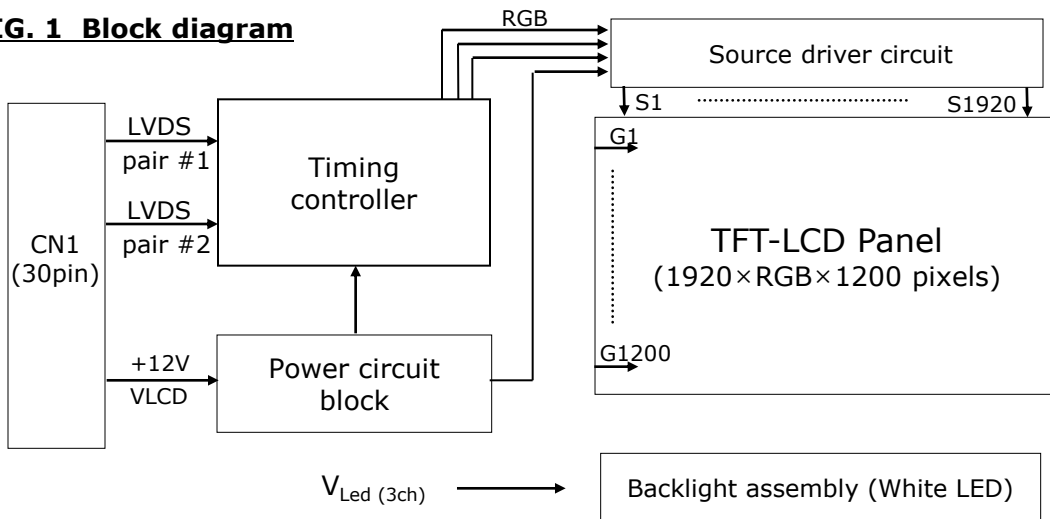 IG. 1 Block diagram
RGB
Source driver circuit
S1
S1920
LVDS
pair #1
LVDS
pair #2
Timing
controller
G1
CN1
(30pin)
TFT-LCD Panel
(1920×RGB×1200 pixels)
G1200
+12V
VLCD
Power circuit
block
VLed (3ch)
Backlight assembly (White LED)